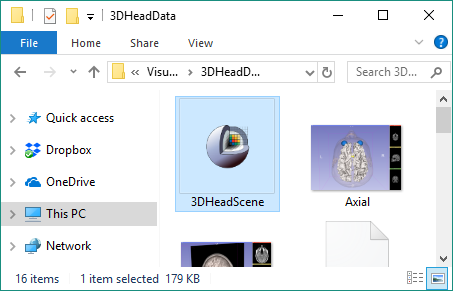 3DHeadData
File
Home
Share
View
« Visu... > 3DHeadD...
Search 3D...
Quick access
Dropbox
OneDrive
This PC
Network
3DHeadScene
Axial
16 items 1 item selected 179 KB